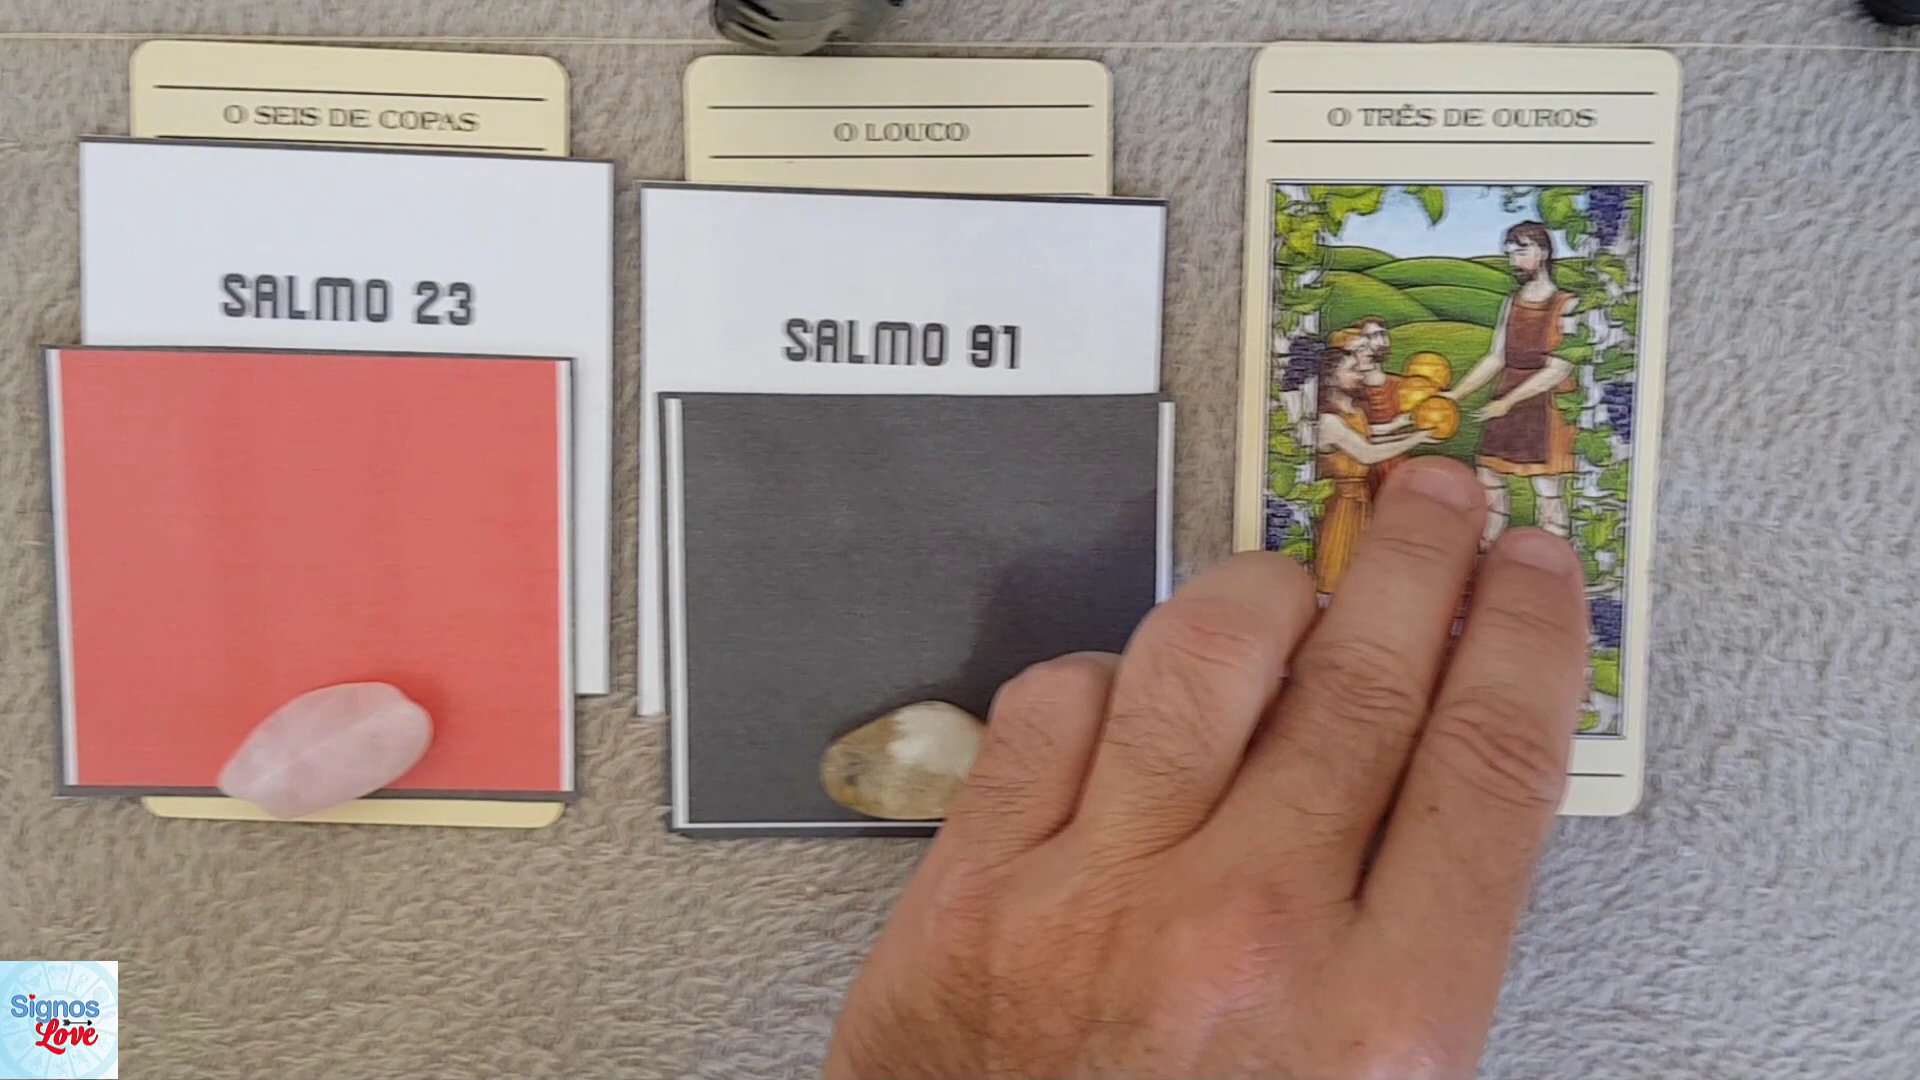 O SEIS DE COPAS
SALMO 23
O LOUCO
SALMO 91
O TRÊS DE OUROS
Signos
Love